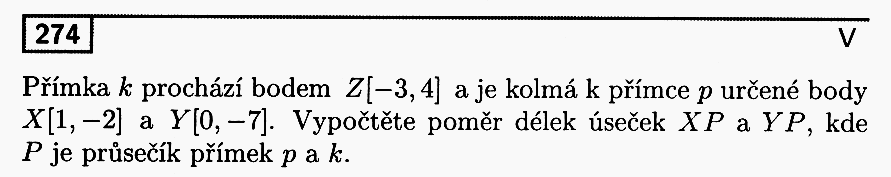 274 V
Přímka k prochází bodem Z[−3, 4] a je kolmá k přímce p určené body
X[1, −2] a Y[0, −7]. Vypočtěte poměr délek úseček XP a YP, kde
P je průsečík přímek p a k.